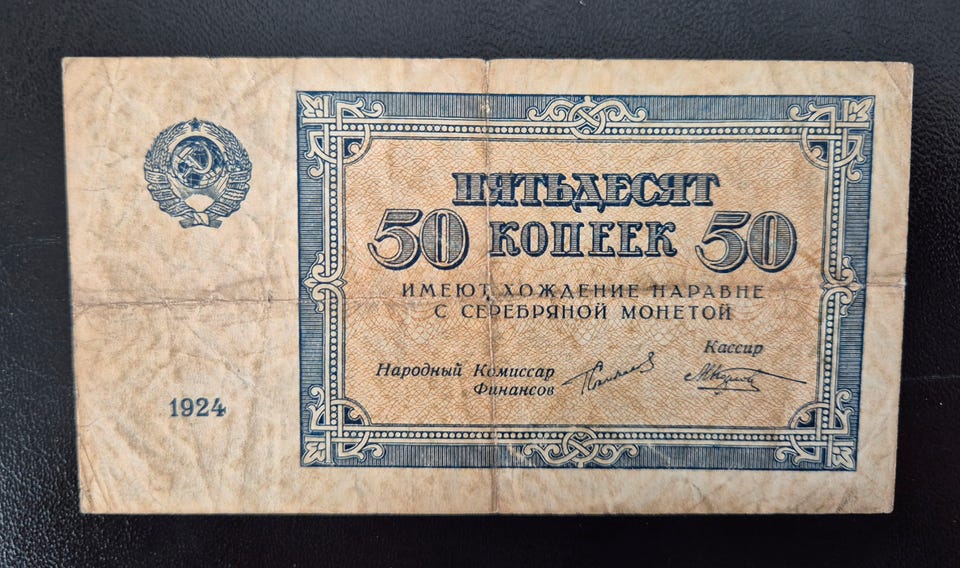 ПЯТЬДЕСЯТ
50 КОПЕЕК 50
ИМЕЮТ ХОЖДЕНИЕ НАРАВНЕ
С СЕРЕБРЯНОЙ МОНЕТОЙ
Кассир
Народный Комиссар
Финансов
1924